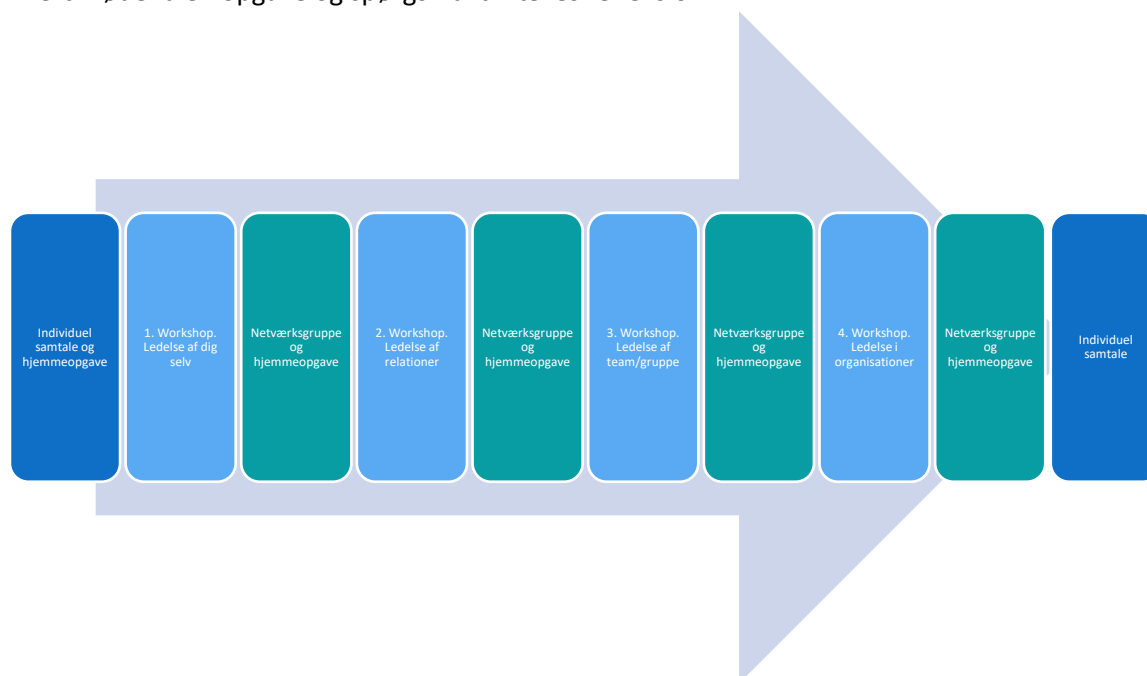 Individuel
samtale og
hjemmeopgave
1. Workshop.
Ledelse af dig
selv
Netværksgruppe
og
hjemmeopgave
2. Workshop.
Ledelse af
relationer
Netværksgruppe
og
hjemmeopgave
3. Workshop.
Ledelse af
team/gruppe
Netværksgruppe
og
hjemmeopgave
4. Workshop.
Ledelse i
organisationer
Netværksgruppe
og
hjemmeopgave
Individuel
samtale